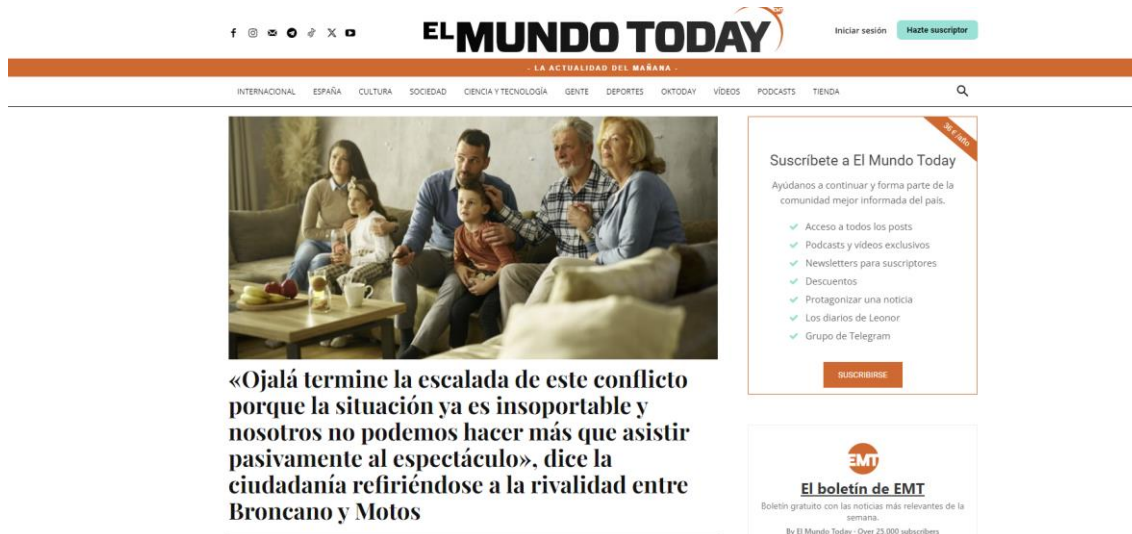 EL MUNDO TODAY
Iniciar sesión
Hazte suscriptor
- LA ACTUALIDAD DEL MAÑANA -
INTERNACIONAL ESPAÑA CULTURA SOCIEDAD CIENCIA Y TECNOLOGÍA GENTE DEPORTES OKTODAY VÍDEOS PODCASTS TIENDA
«Ojalá termine la escalada de este conflicto
porque la situación ya es insoportable y
nosotros no podemos hacer más que asistir
pasivamente al espectáculo», dice la
ciudadanía refiriéndose a la rivalidad entre
Broncano y Motos
36 € /año
Suscríbete a El Mundo Today
Ayúdanos a continuar y forma parte de la
comunidad mejor informada del país.
Acceso a todos los posts
Podcasts y vídeos exclusivos
Newsletters para suscriptores
Descuentos
Protagonizar una noticia
Los diarios de Leonor
Grupo de Telegram
SUSCRIBIRSE
EMT
El boletín de EMT
Boletín gratuito con las noticias más relevantes de la
semana.
By El Mundo Today - Over 25.000 subscribers